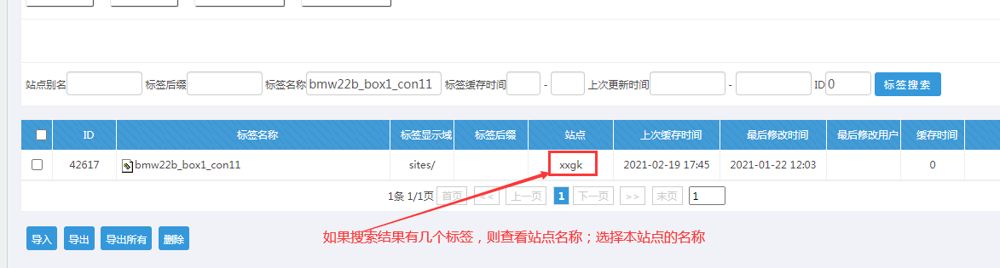 站点别名 标签后缀 标签名称 bmw22b_box1_con11 标签缓存时间 - 上次更新时间 - ID 0 标签搜索
ID 标签名称 标签显示域 标签后缀 站点 上次缓存时间 最后修改时间 最后修改用户 缓存时间
42617 bmw22b_box1_con11 sites/ xxgk 2021-02-19 17:45 2021-01-22 12:03 0
1条 1/1页 首页 << 上一页 1 下一页 >> 末页 1
如果搜索结果有几个标签，则查看站点名称；选择本站点的名称
导入 导出 导出所有 删除